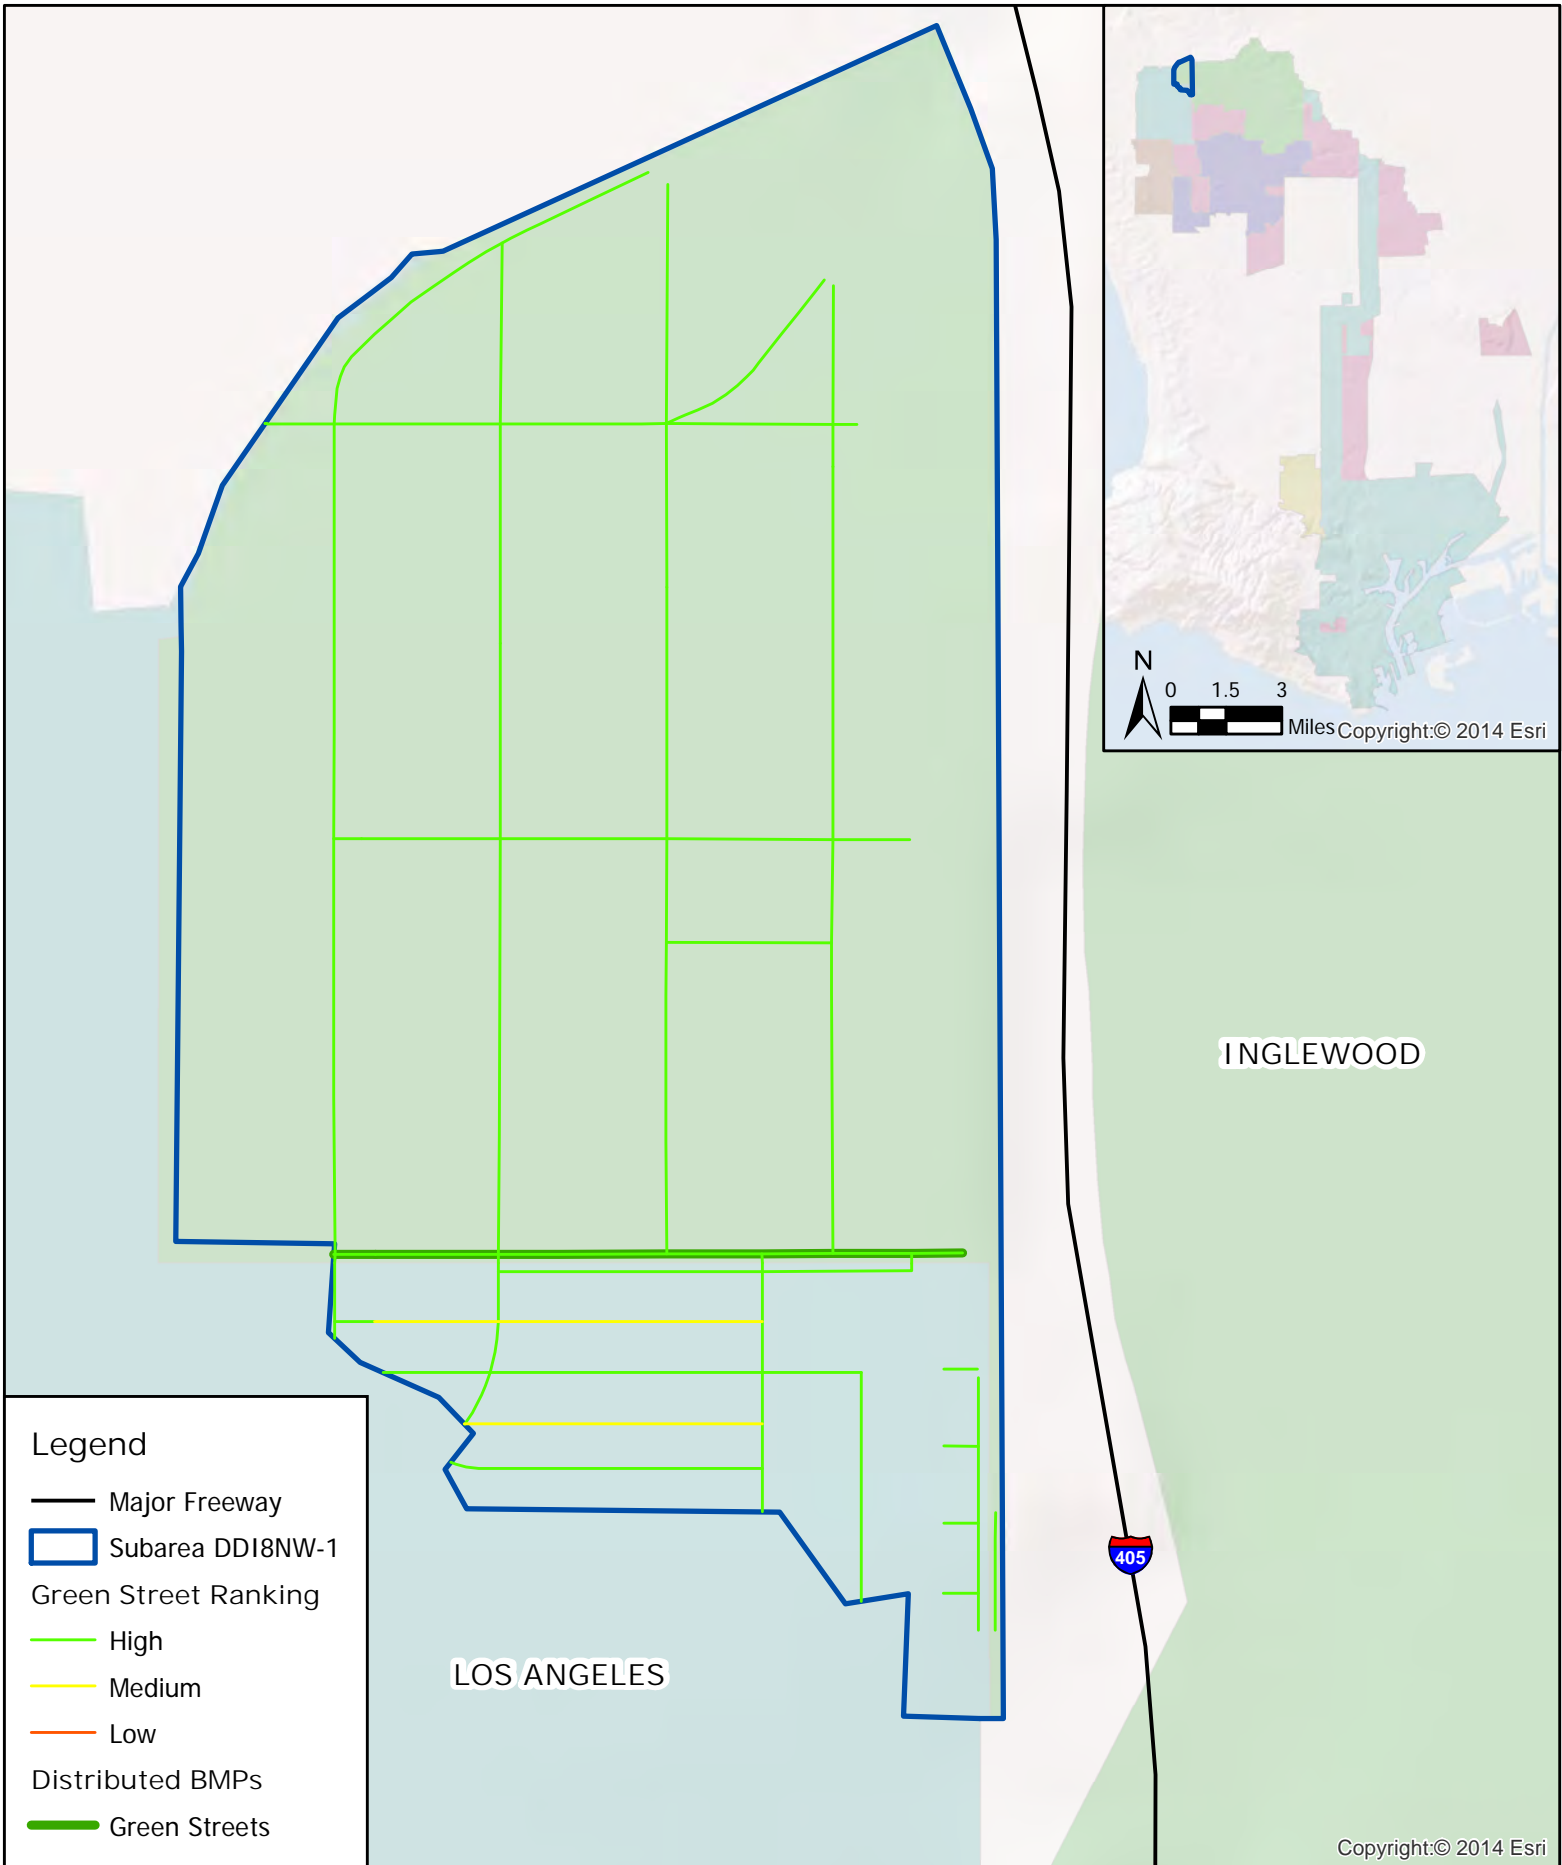 N
0 1.5 3
Miles
Copyright:© 2014 Esri
INGLEWOOD
405
LOS ANGELES
Legend
Major Freeway
Subarea DDI8NW-1
Green Street Ranking
High
Medium
Low
Distributed BMPs
Green Streets
Copyright:© 2014 Esri